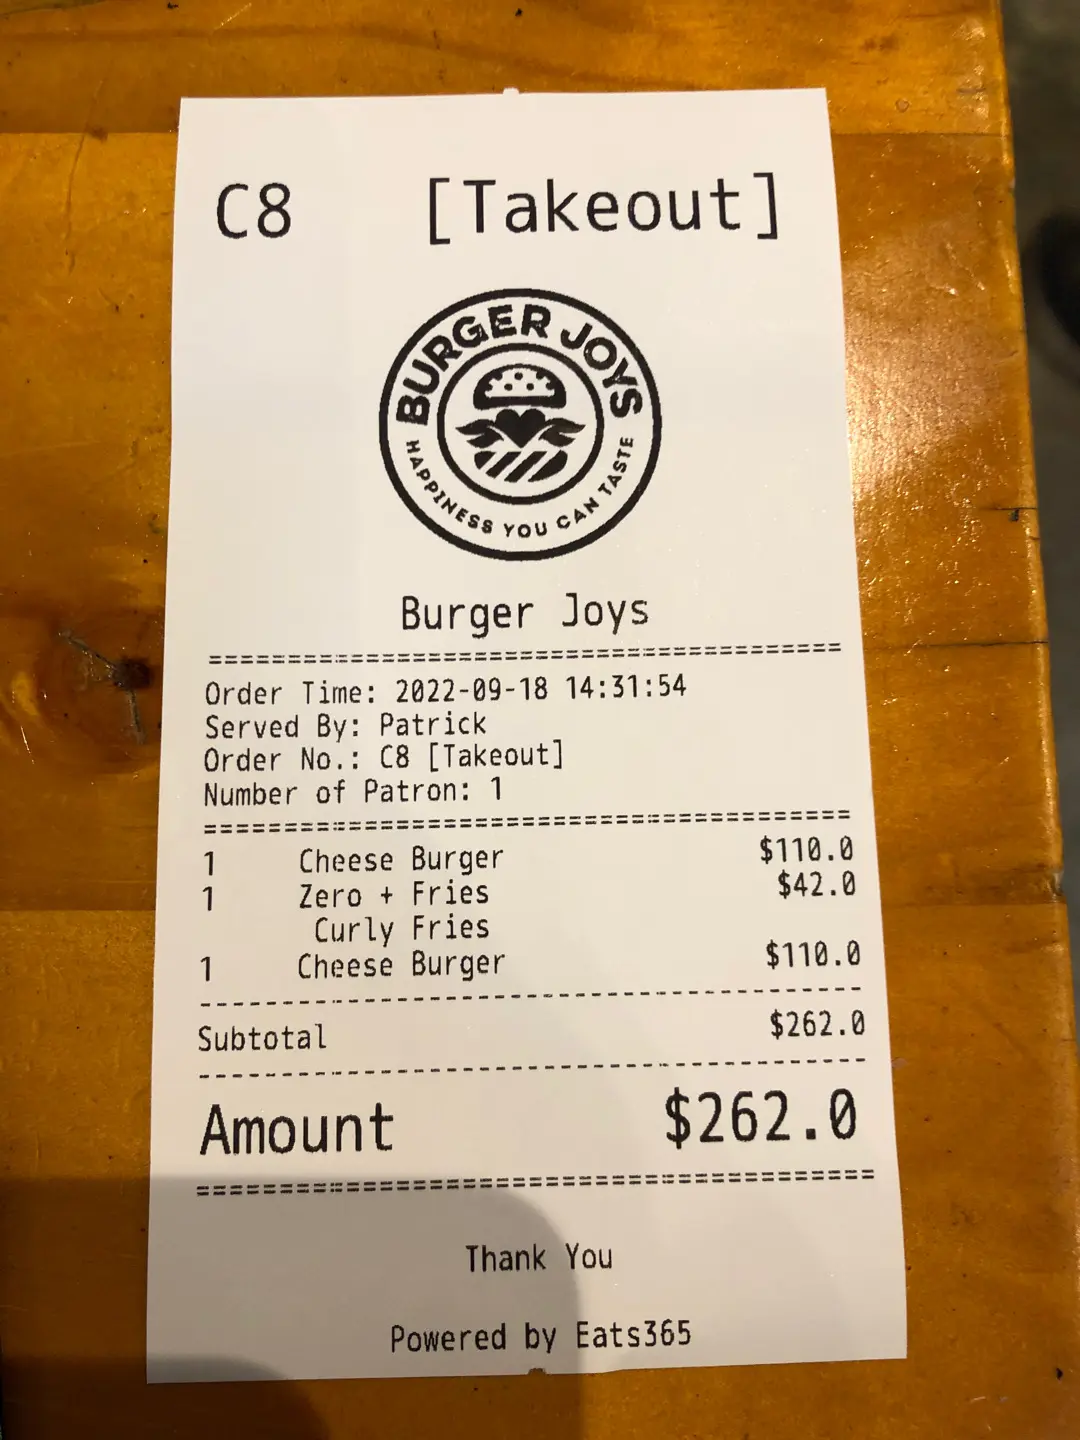 C8 [Takeout]
BURGER JOYS
HAPPINESS YOU CAN TASTE
Burger Joys
========================================
Order Time: 2022-09-18 14:31:54
Served By: Patrick
Order No.: C8 [Takeout]
Number of Patron: 1
========================================
1 Cheese Burger $110.0
1 Zero + Fries $42.0
Curly Fries
1 Cheese Burger $110.0
----------------------------------------
Subtotal $262.0
----------------------------------------
Amount $262.0
========================================
Thank You
Powered by Eats365